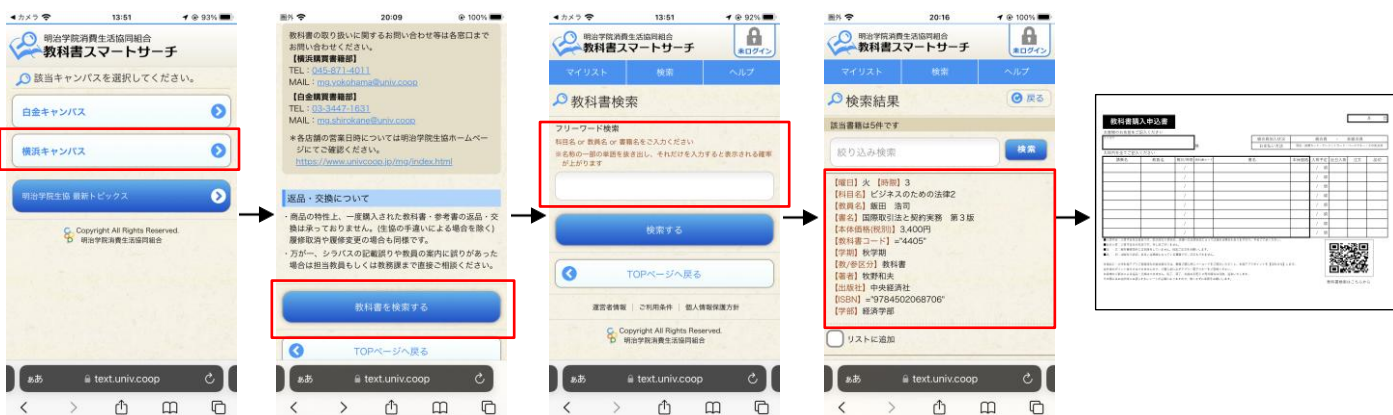 ◀カメラ
13:51
93%
明治学院消費生活協同組合
教科書スマートサーチ
該当キャンパスを選択してください。
白金キャンパス
横浜キャンパス
明治学院生協 最新トピックス
Copyright All Rights Reserved.
明治学院消費生活協同組合
ああ
text.univ.coop
圏外
20:09
100%
教科書の取り扱いに関するお問い合わせ等は各窓口まで
お問い合わせください。
【横浜購買書籍部】
TEL：045-871-4011
MAIL：mg.yokohama@univ.coop
【白金購買書籍部】
TEL：03-3447-1631
MAIL：mg.shirokane@univ.coop
＊各店舗の営業日時については明治学院生協ホームペー
ジにてご確認ください。
https://www.univcoop.jp/mg/index.html
返品・交換について
・商品の特性上、一度購入された教科書・参考書の返品・交
換は承っておりません。(生協の手違いによる場合を除く)
履修取消や履修変更の場合も同様です。
・万が一、シラバスの記載誤りや教員の案内に誤りがあった
場合は担当教員もしくは教務課まで直接ご相談ください。
教科書を検索する
TOPページへ戻る
ああ
text.univ.coop
◀カメラ
13:51
92%
明治学院消費生活協同組合
教科書スマートサーチ
未ログイン
マイリスト
検索
ヘルプ
教科書検索
フリーワード検索
科目名 or 教員名 or 書籍名をご入力ください
※名称の一部の単語を抜き出し、それだけを入力すると表示される確率
が上がります
検索する
TOPページへ戻る
運営者情報 | ご利用条件 | 個人情報保護方針
Copyright All Rights Reserved.
明治学院消費生活協同組合
ああ
text.univ.coop
圏外
20:16
100%
明治学院消費生活協同組合
教科書スマートサーチ
未ログイン
マイリスト
検索
ヘルプ
検索結果
戻る
該当書籍は5件です
絞り込み検索
検索
【曜日】火 【時限】3
【科目名】ビジネスのための法律2
【教員名】飯田 浩司
【書名】国際取引法と契約実務 第3版
【本体価格(税別)】3,400円
【教科書コード】="4405"
【学期】秋学期
【教/参区分】教科書
【著者】牧野和夫
【出版社】中央経済社
【ISBN】="9784502068706"
【学部】経済学部
リストに追加
ああ
text.univ.coop
教科書購入申込書
教科書検索はこちらから